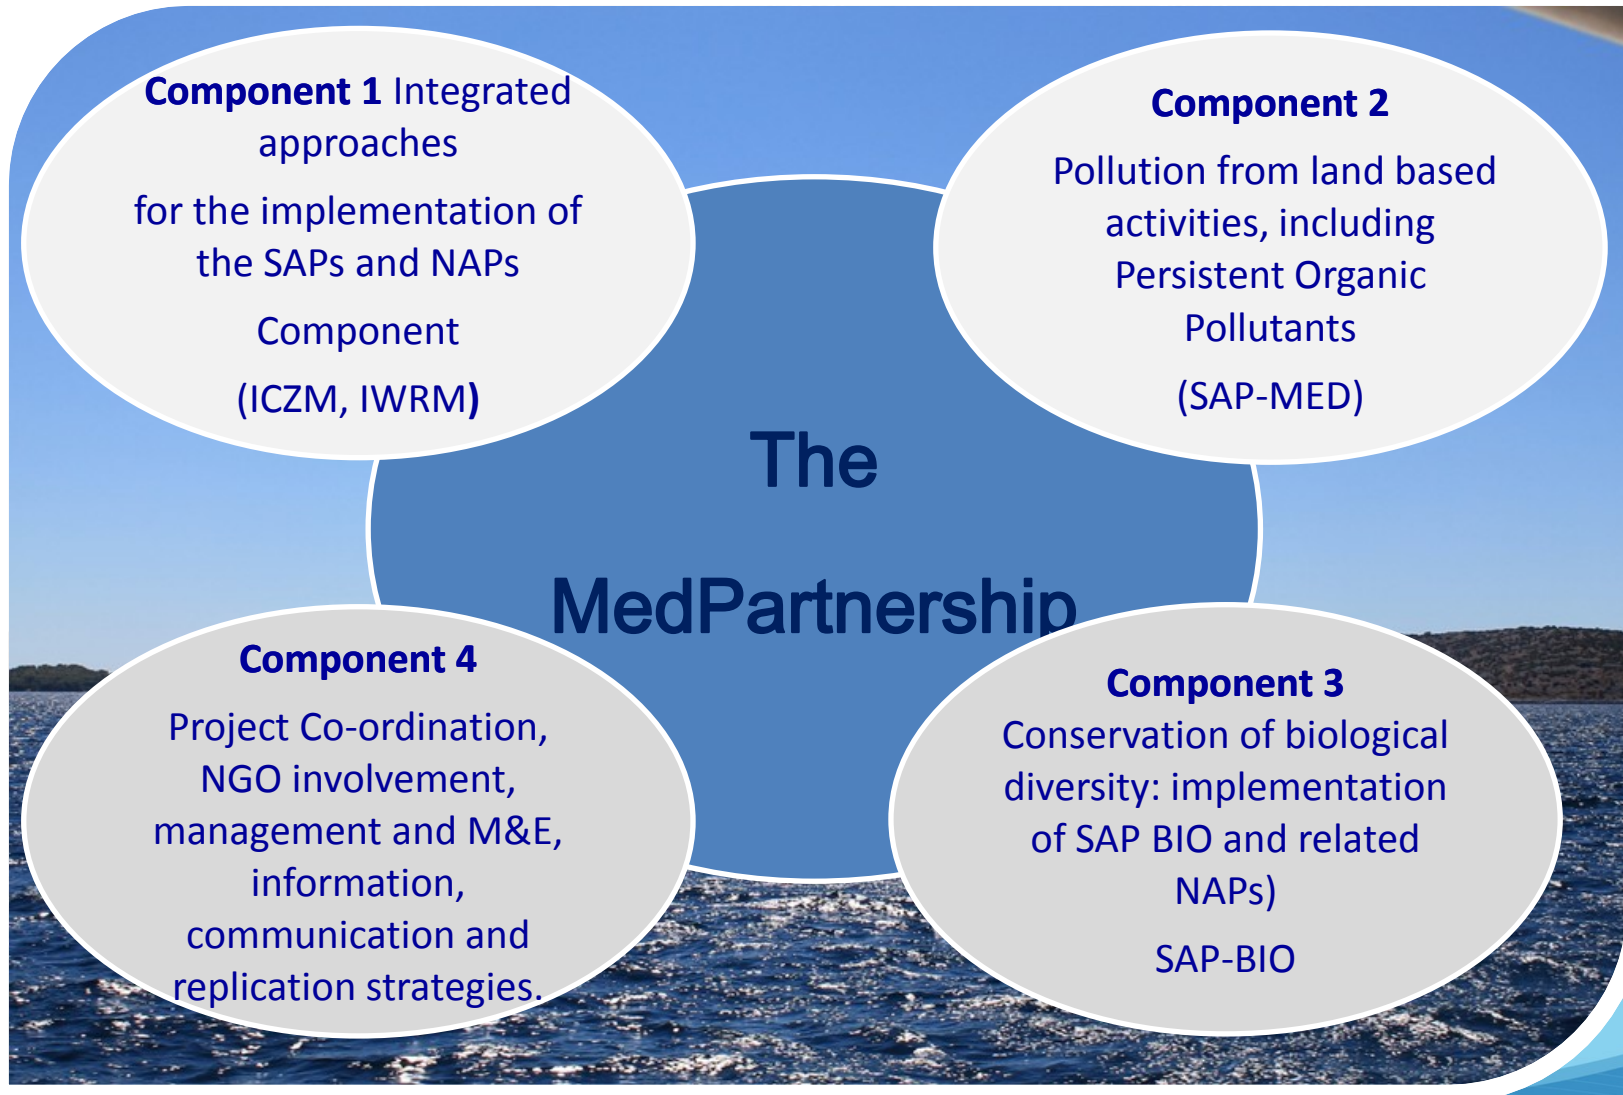 Component 1 Integrated
approaches
for the implementation of
the SAPs and NAPs
Component
(ICZM, IWRM)
Component 2
Pollution from land based
activities, including
Persistent Organic
Pollutants
(SAP-MED)
The
MedPartnership
Component 4
Project Co-ordination,
NGO involvement,
management and M&E,
information,
communication and
replication strategies.
Component 3
Conservation of biological
diversity: implementation
of SAP BIO and related
NAPs)
SAP-BIO